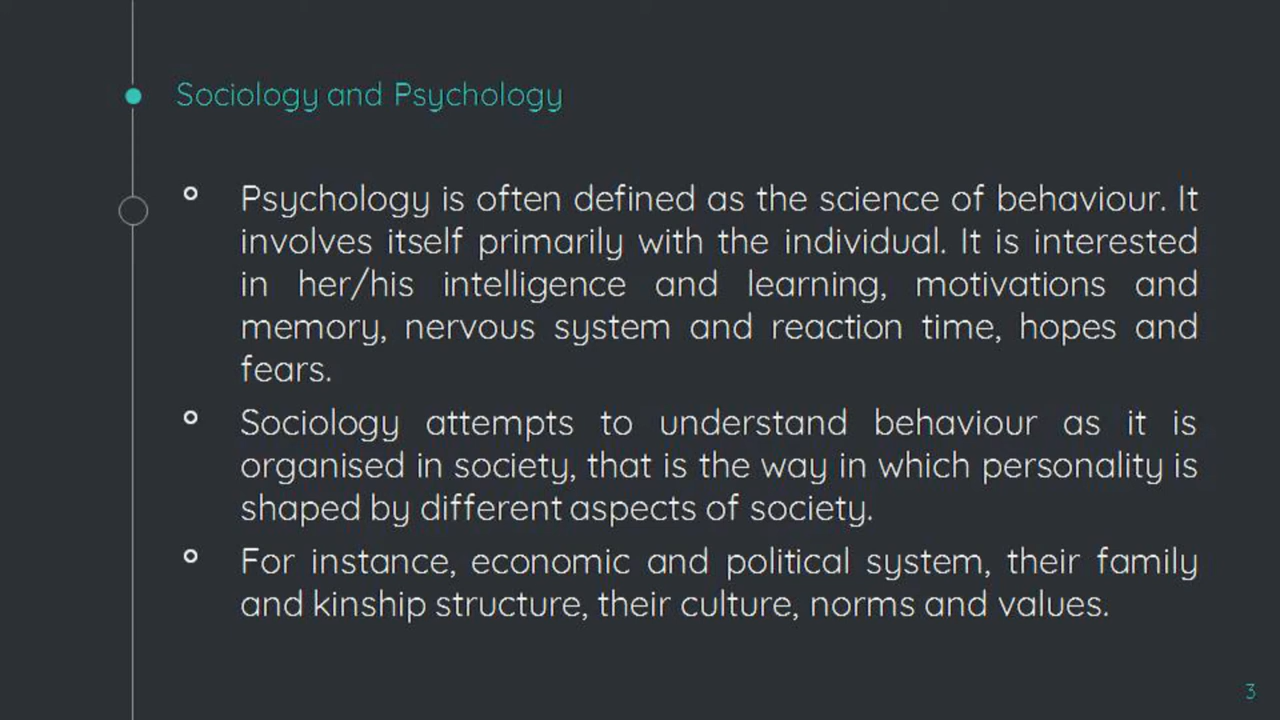 Sociology and Psychology
Psychology is often defined as the science of behaviour. It
involves itself primarily with the individual. It is interested
in her/his intelligence and learning, motivations and
memory, nervous system and reaction time, hopes and
fears.
Sociology attempts to understand behaviour as it is
organised in society, that is the way in which personality is
shaped by different aspects of society.
For instance, economic and political system, their family
and kinship structure, their culture, norms and values.
3